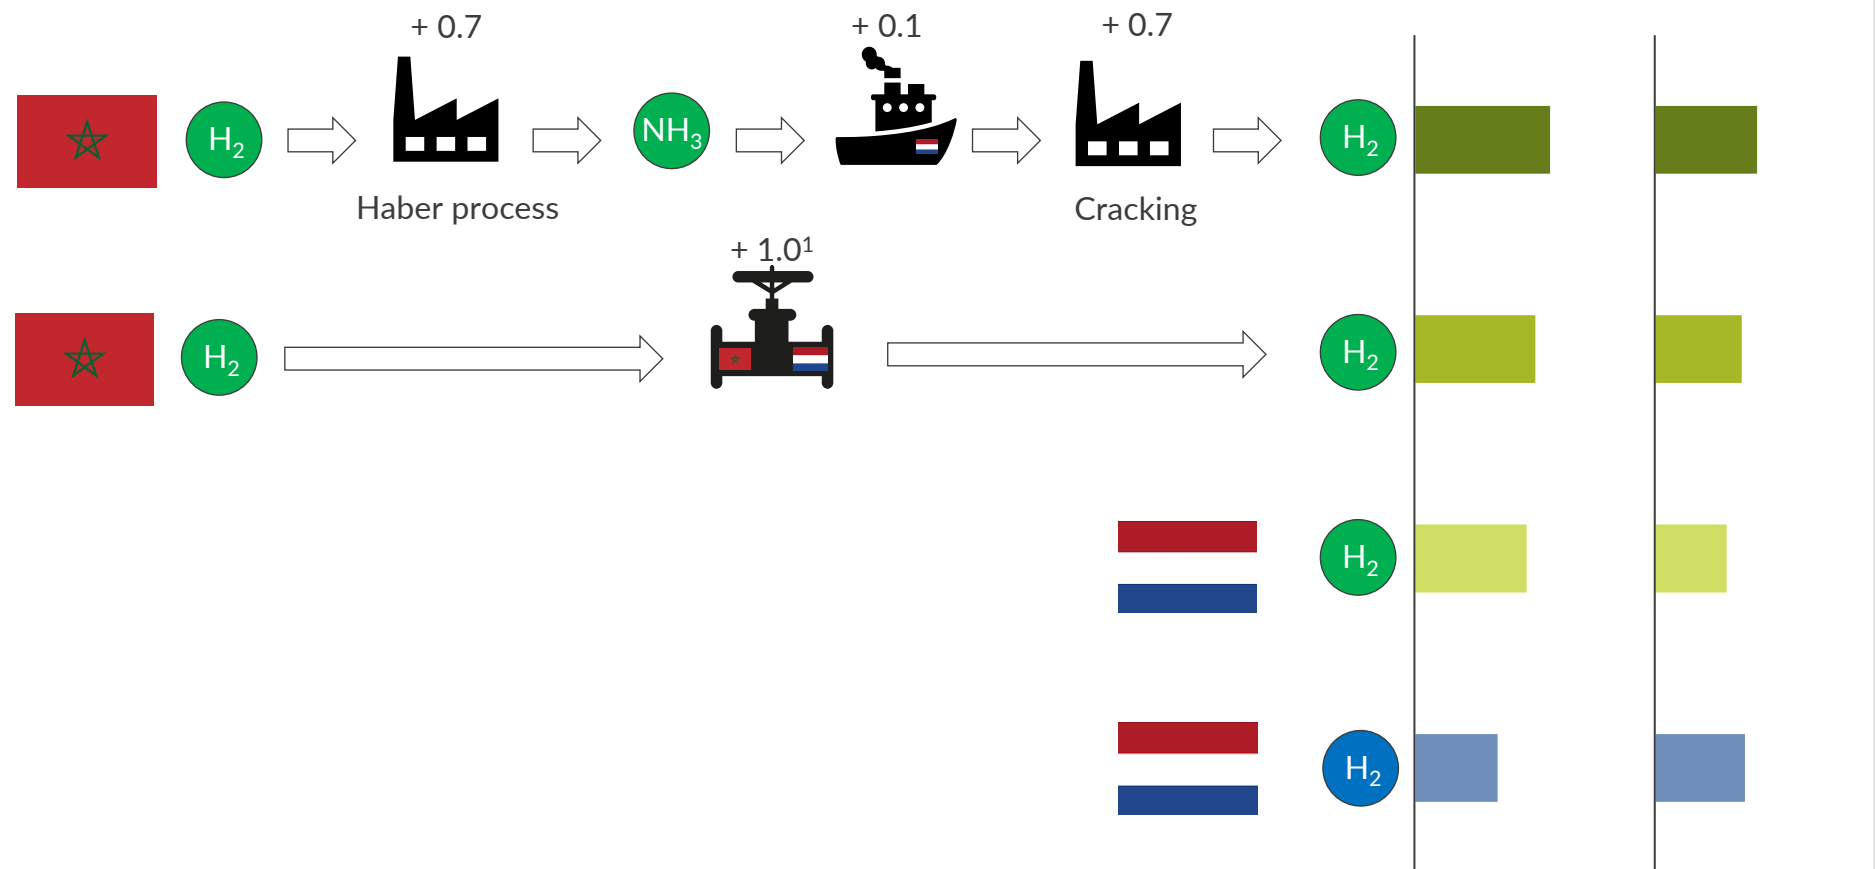 + 0.7
+ 0.1
+ 0.7
H₂
NH₃
H₂
Haber process
Cracking
+ 1.0¹
H₂
H₂
H₂
H₂